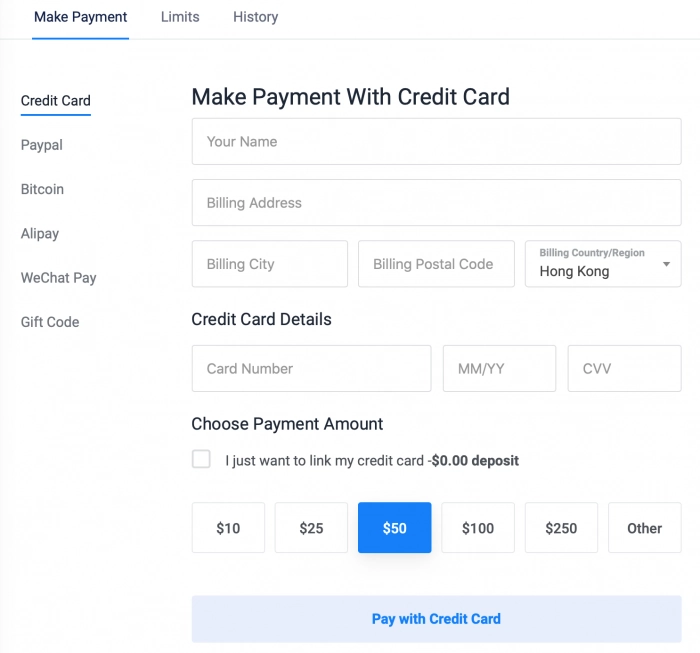 Make Payment Limits History
Credit Card
Paypal
Bitcoin
Alipay
WeChat Pay
Gift Code
Make Payment With Credit Card
Your Name
Billing Address
Billing City Billing Postal Code Billing Country/Region
Hong Kong
Credit Card Details
Card Number MM/YY CVV
Choose Payment Amount
I just want to link my credit card -$0.00 deposit
$10 $25 $50 $100 $250 Other
Pay with Credit Card